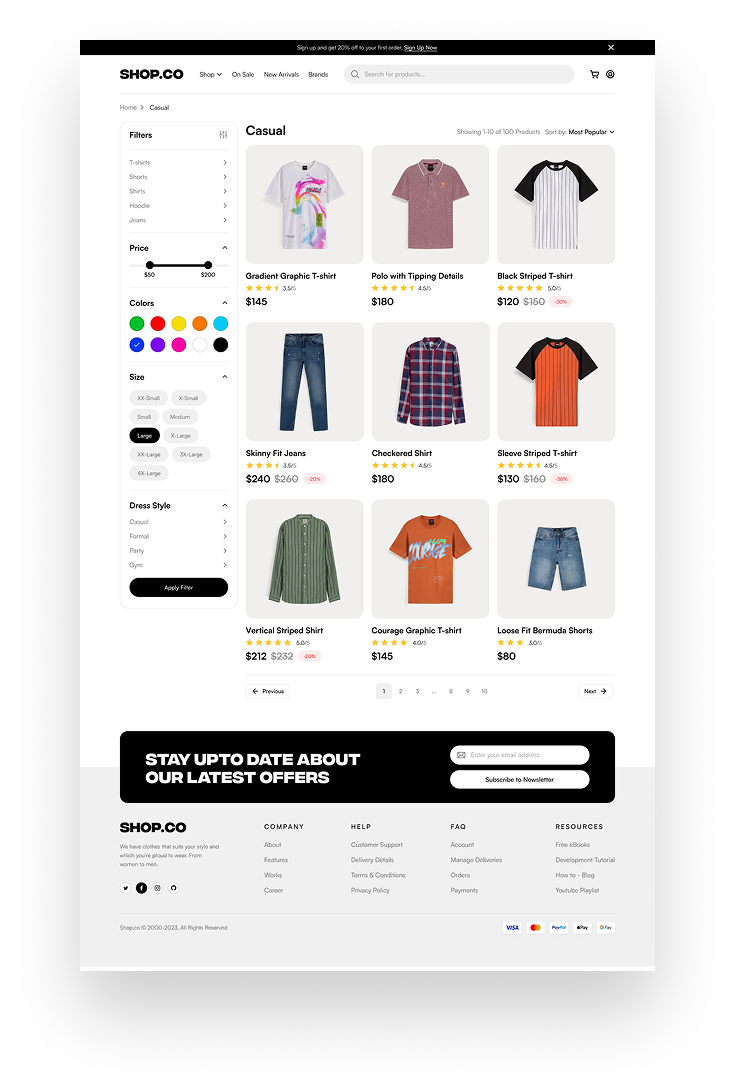 Sign up and get 20% off to your first order. Sign Up Now
SHOP.CO
Shop
On Sale
New Arrivals
Brands
Search for products...
Home
Casual
Filters
T-shirts
Shorts
Shirts
Hoodie
Jeans
Price
$50
$200
Colors
Size
XX-Small
X-Small
Small
Medium
Large
X-Large
XX-Large
3X-Large
4X-Large
Dress Style
Casual
Formal
Party
Gym
Apply Filter
Casual
Showing 1-10 of 100 Products
Sort by: Most Popular
Gradient Graphic T-shirt
3.5/5
$145
Polo with Tipping Details
4.5/5
$180
Black Striped T-shirt
5.0/5
$120 $150 -30%
Skinny Fit Jeans
3.5/5
$240 $260 -20%
Checkered Shirt
4.5/5
$180
Sleeve Striped T-shirt
4.5/5
$130 $160 -30%
Vertical Striped Shirt
5.0/5
$212 $232 -20%
COURAGE
Courage Graphic T-shirt
4.0/5
$145
Loose Fit Bermuda Shorts
3.0/5
$80
Previous
1 2 3 ... 8 9 10
Next
STAY UPTO DATE ABOUT
OUR LATEST OFFERS
Enter your email address
Subscribe to Newsletter
SHOP.CO
We have clothes that suits your style and
which you're proud to wear. From
women to men.
COMPANY
About
Features
Works
Career
HELP
Customer Support
Delivery Details
Terms & Conditions
Privacy Policy
FAQ
Account
Manage Deliveries
Orders
Payments
RESOURCES
Free eBooks
Development Tutorial
How to - Blog
Youtube Playlist
Shop.co © 2000-2023, All Rights Reserved
VISA
PayPal
Pay
G Pay